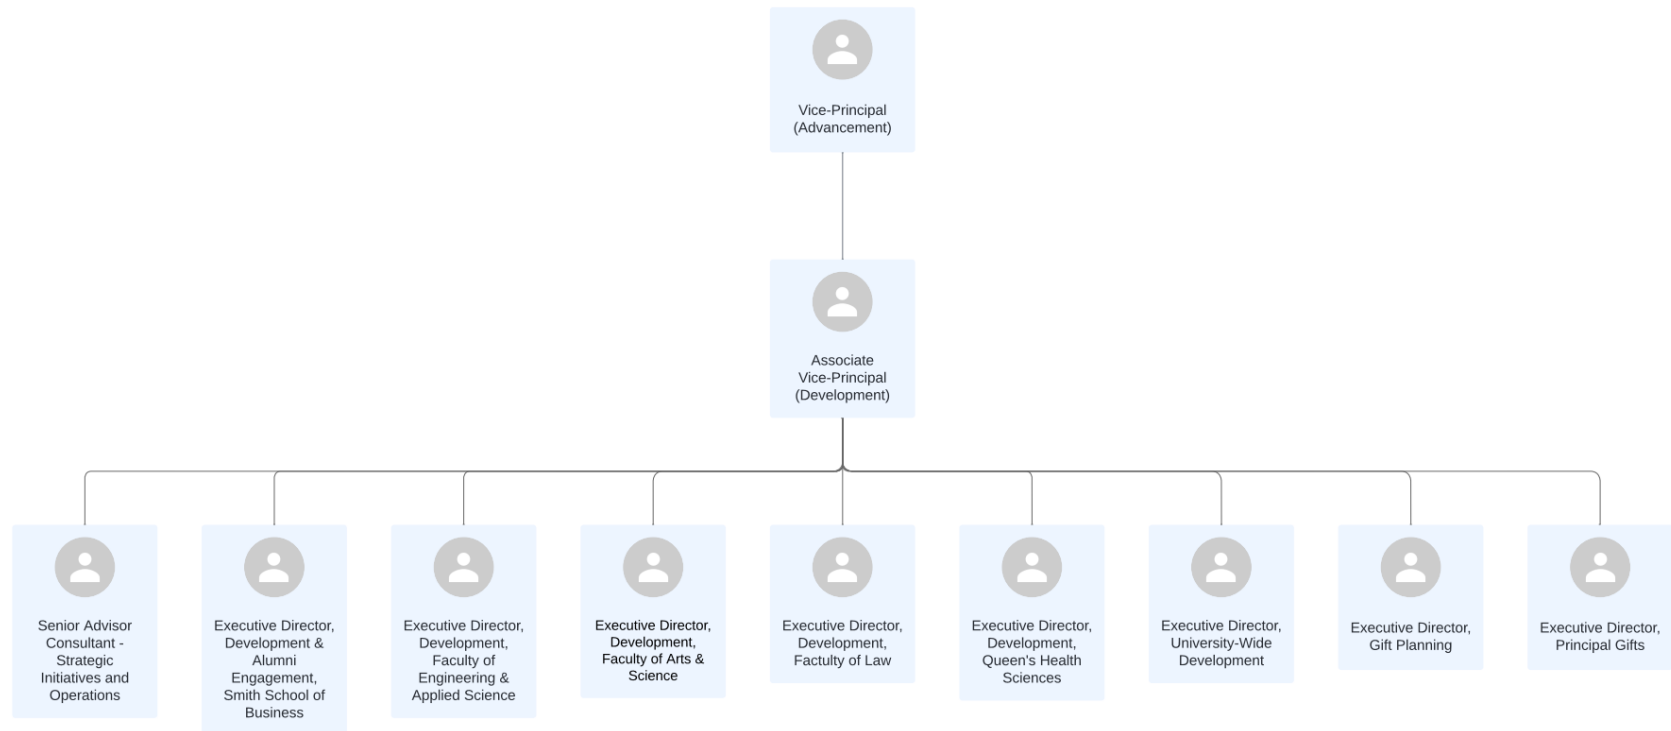 Vice-Principal
(Advancement)
Associate
Vice-Principal
(Development)
Senior Advisor
Consultant -
Strategic
Initiatives and
Operations
Executive Director,
Development &
Alumni
Engagement,
Smith School of
Business
Executive Director,
Development,
Faculty of
Engineering &
Applied Science
Executive Director,
Development,
Faculty of Arts &
Science
Executive Director,
Development,
Factulty of Law
Executive Director,
Development,
Queen's Health
Sciences
Executive Director,
University-Wide
Development
Executive Director,
Gift Planning
Executive Director,
Principal Gifts